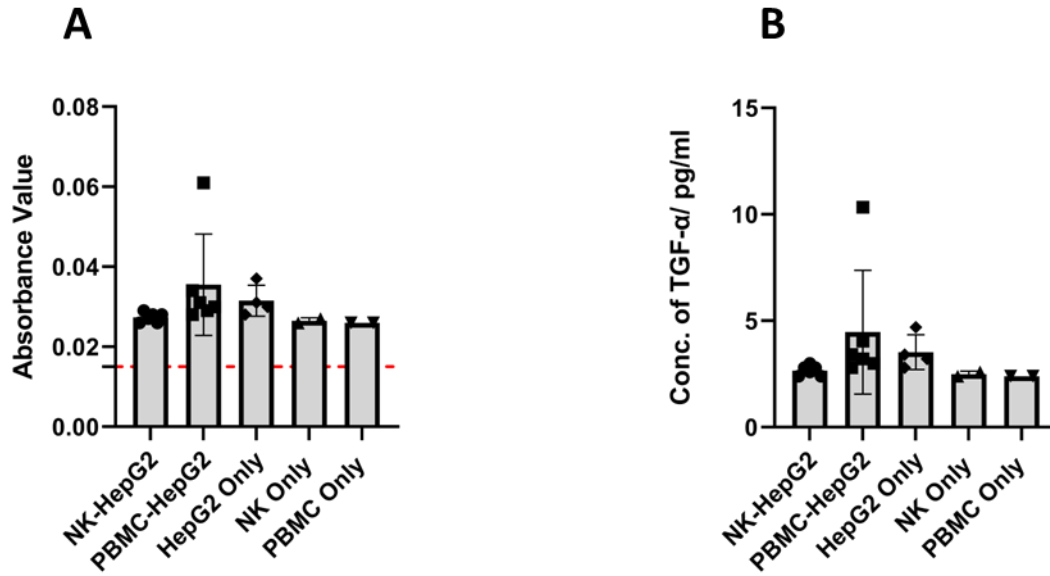 A
Absorbance Value
0.08
0.06
0.04
0.02
0.00
NK-HepG2
PBMC-HepG2
HepG2 Only
NK Only
PBMC Only
B
Conc. of TGF-α/ pg/ml
15
10
5
0
NK-HepG2
PBMC-HepG2
HepG2 Only
NK Only
PBMC Only